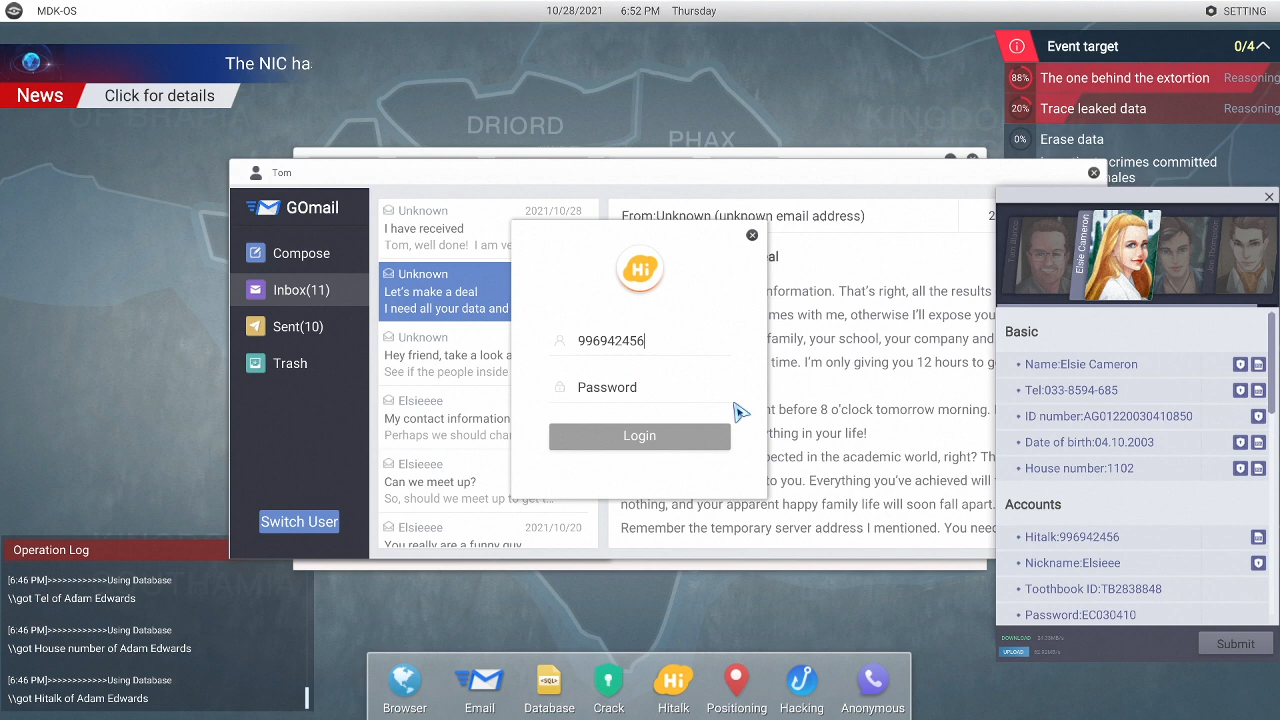 MDK-OS
10/28/2021 6:52 PM Thursday
SETTING
The NIC ha
News
Click for details
DRIORD
PHAX
Event target
0/4
88%
The one behind the extortion
Reasoning
20%
Trace leaked data
Reasoning
0%
Erase data
crimes committed
Tom
GOmail
Compose
Inbox(11)
Sent(10)
Trash
Switch User
Unknown
2021/10/28
I have received
Tom, well done! I am ve
Unknown
Let's make a deal
I need all your data and
Unknown
Hey friend, take a look a
See if the people inside
Elsieeee
My contact information
Perhaps we should chan
Elsieeee
Can we meet up?
So, should we meet up to get t...
Elsieeee
2021/10/20
You really are a funny guy
From:Unknown (unknown email address)
2
al
nformation. That's right, all the results
mes with me, otherwise I'll expose you
family, your school, your company and
time. I'm only giving you 12 hours to g
t before 8 o'clock tomorrow morning.
ything in your life!
pected in the academic world, right? Th
to you. Everything you've achieved will
nothing, and your apparent happy family life will soon fall apart.
Remember the temporary server address I mentioned. You nee
Hi
996942456
Password
Login
Elsie Cameron
Basic
• Name:Elsie Cameron
• Tel:033-8594-685
• ID number:AG01220030410850
• Date of birth:04.10.2003
• House number:1102
Accounts
• Hitalk:996942456
• Nickname:Elsieee
• Toothbook ID:TB2838848
• Password:EC030410
DOWNLOAD
UPLOAD
Submit
Operation Log
[6:46 PM]>>>>>>>>>>>>Using Database
\\got Tel of Adam Edwards
[6:46 PM]>>>>>>>>>>>>Using Database
\\got House number of Adam Edwards
[6:46 PM]>>>>>>>>>>>>Using Database
\\got Hitalk of Adam Edwards
<SQL>
Hi
Browser
Email
Database
Crack
Hitalk
Positioning
Hacking
Anonymous